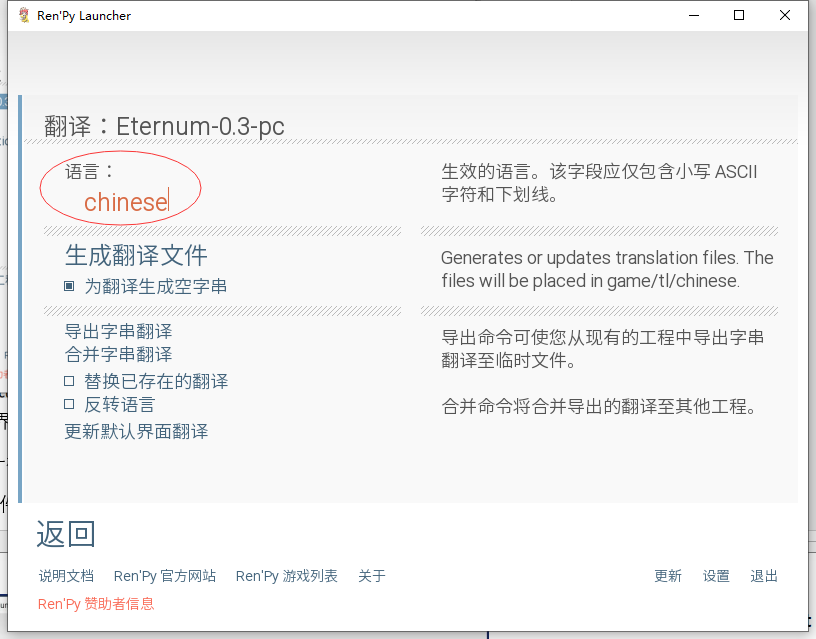 Ren'Py Launcher
翻译：Eternum-0.3-pc
语言：
chinese
生效的语言。该字段应仅包含小写 ASCII
字符和下划线。
生成翻译文件
为翻译生成空字串
Generates or updates translation files. The
files will be placed in game/tl/chinese.
导出字串翻译
合并字串翻译
替换已存在的翻译
反转语言
更新默认界面翻译
导出命令可使您从现有的工程中导出字串
翻译至临时文件。
合并命令将合并导出的翻译至其他工程。
返回
说明文档 Ren'Py 官方网站 Ren'Py 游戏列表 关于 更新 设置 退出
Ren'Py 赞助者信息